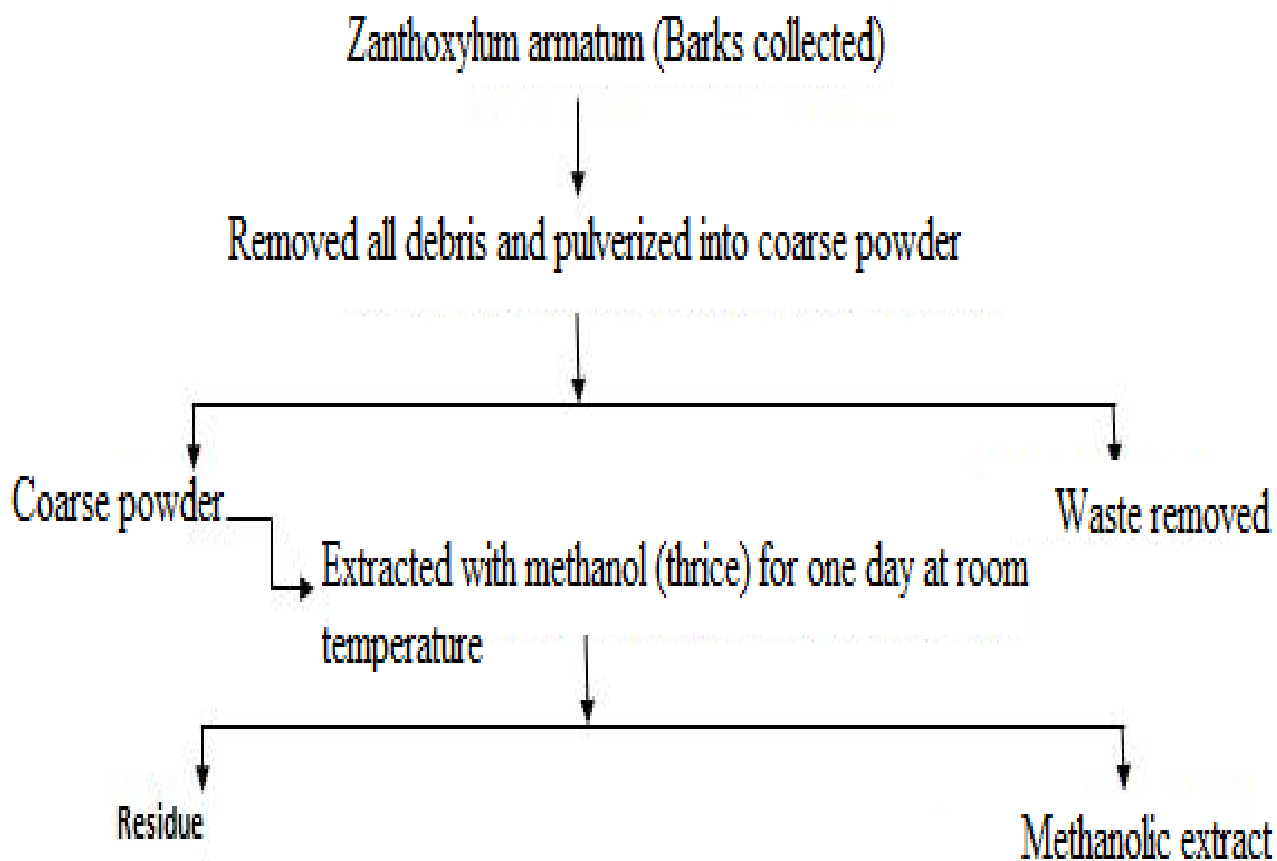 Zanthoxylum armatum (Barks collected)
Removed all debris and pulverized into coarse powder
Coarse powder
Waste removed
Extracted with methanol (thrice) for one day at room
temperature
Residue
Methanolic extract